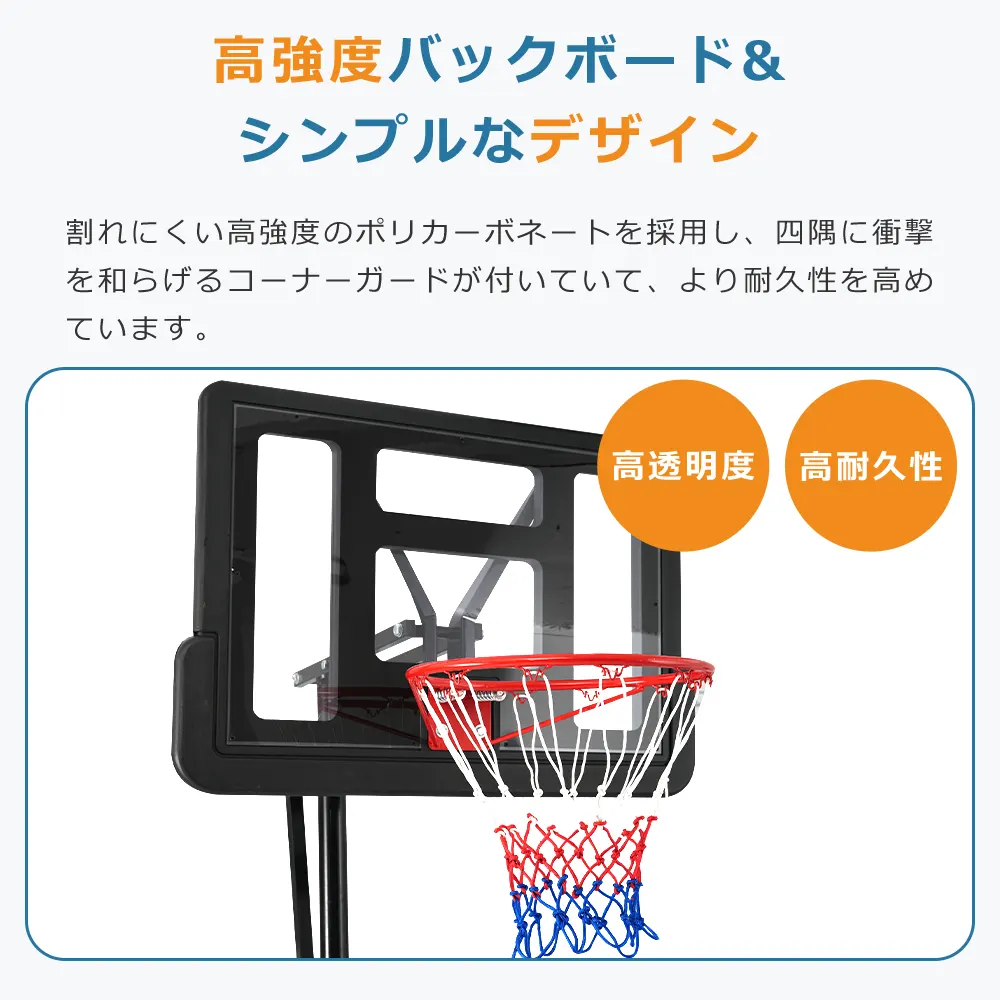 高強度バックボード&
シンプルなデザイン
割れにくい高強度のポリカーボネートを採用し、四隅に衝撃
を和らげるコーナーガードが付いていて、より耐久性を高め
ています。
高透明度
高耐久性